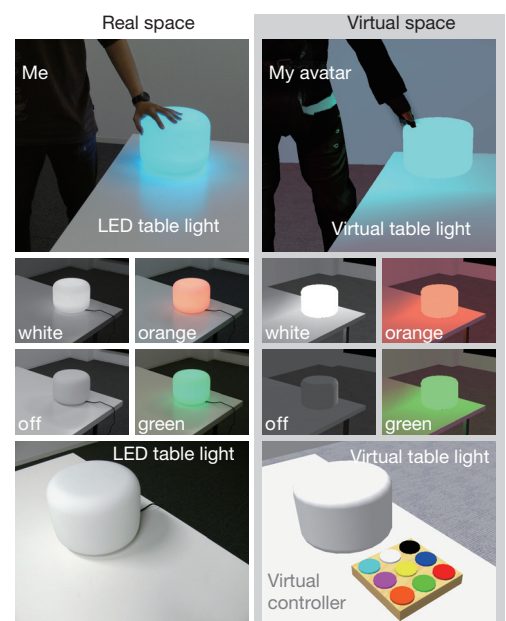 Real space
Virtual space
Me
My avatar
LED table light
Virtual table light
white
orange
white
orange
off
green
off
green
LED table light
Virtual table light
Virtual
controller